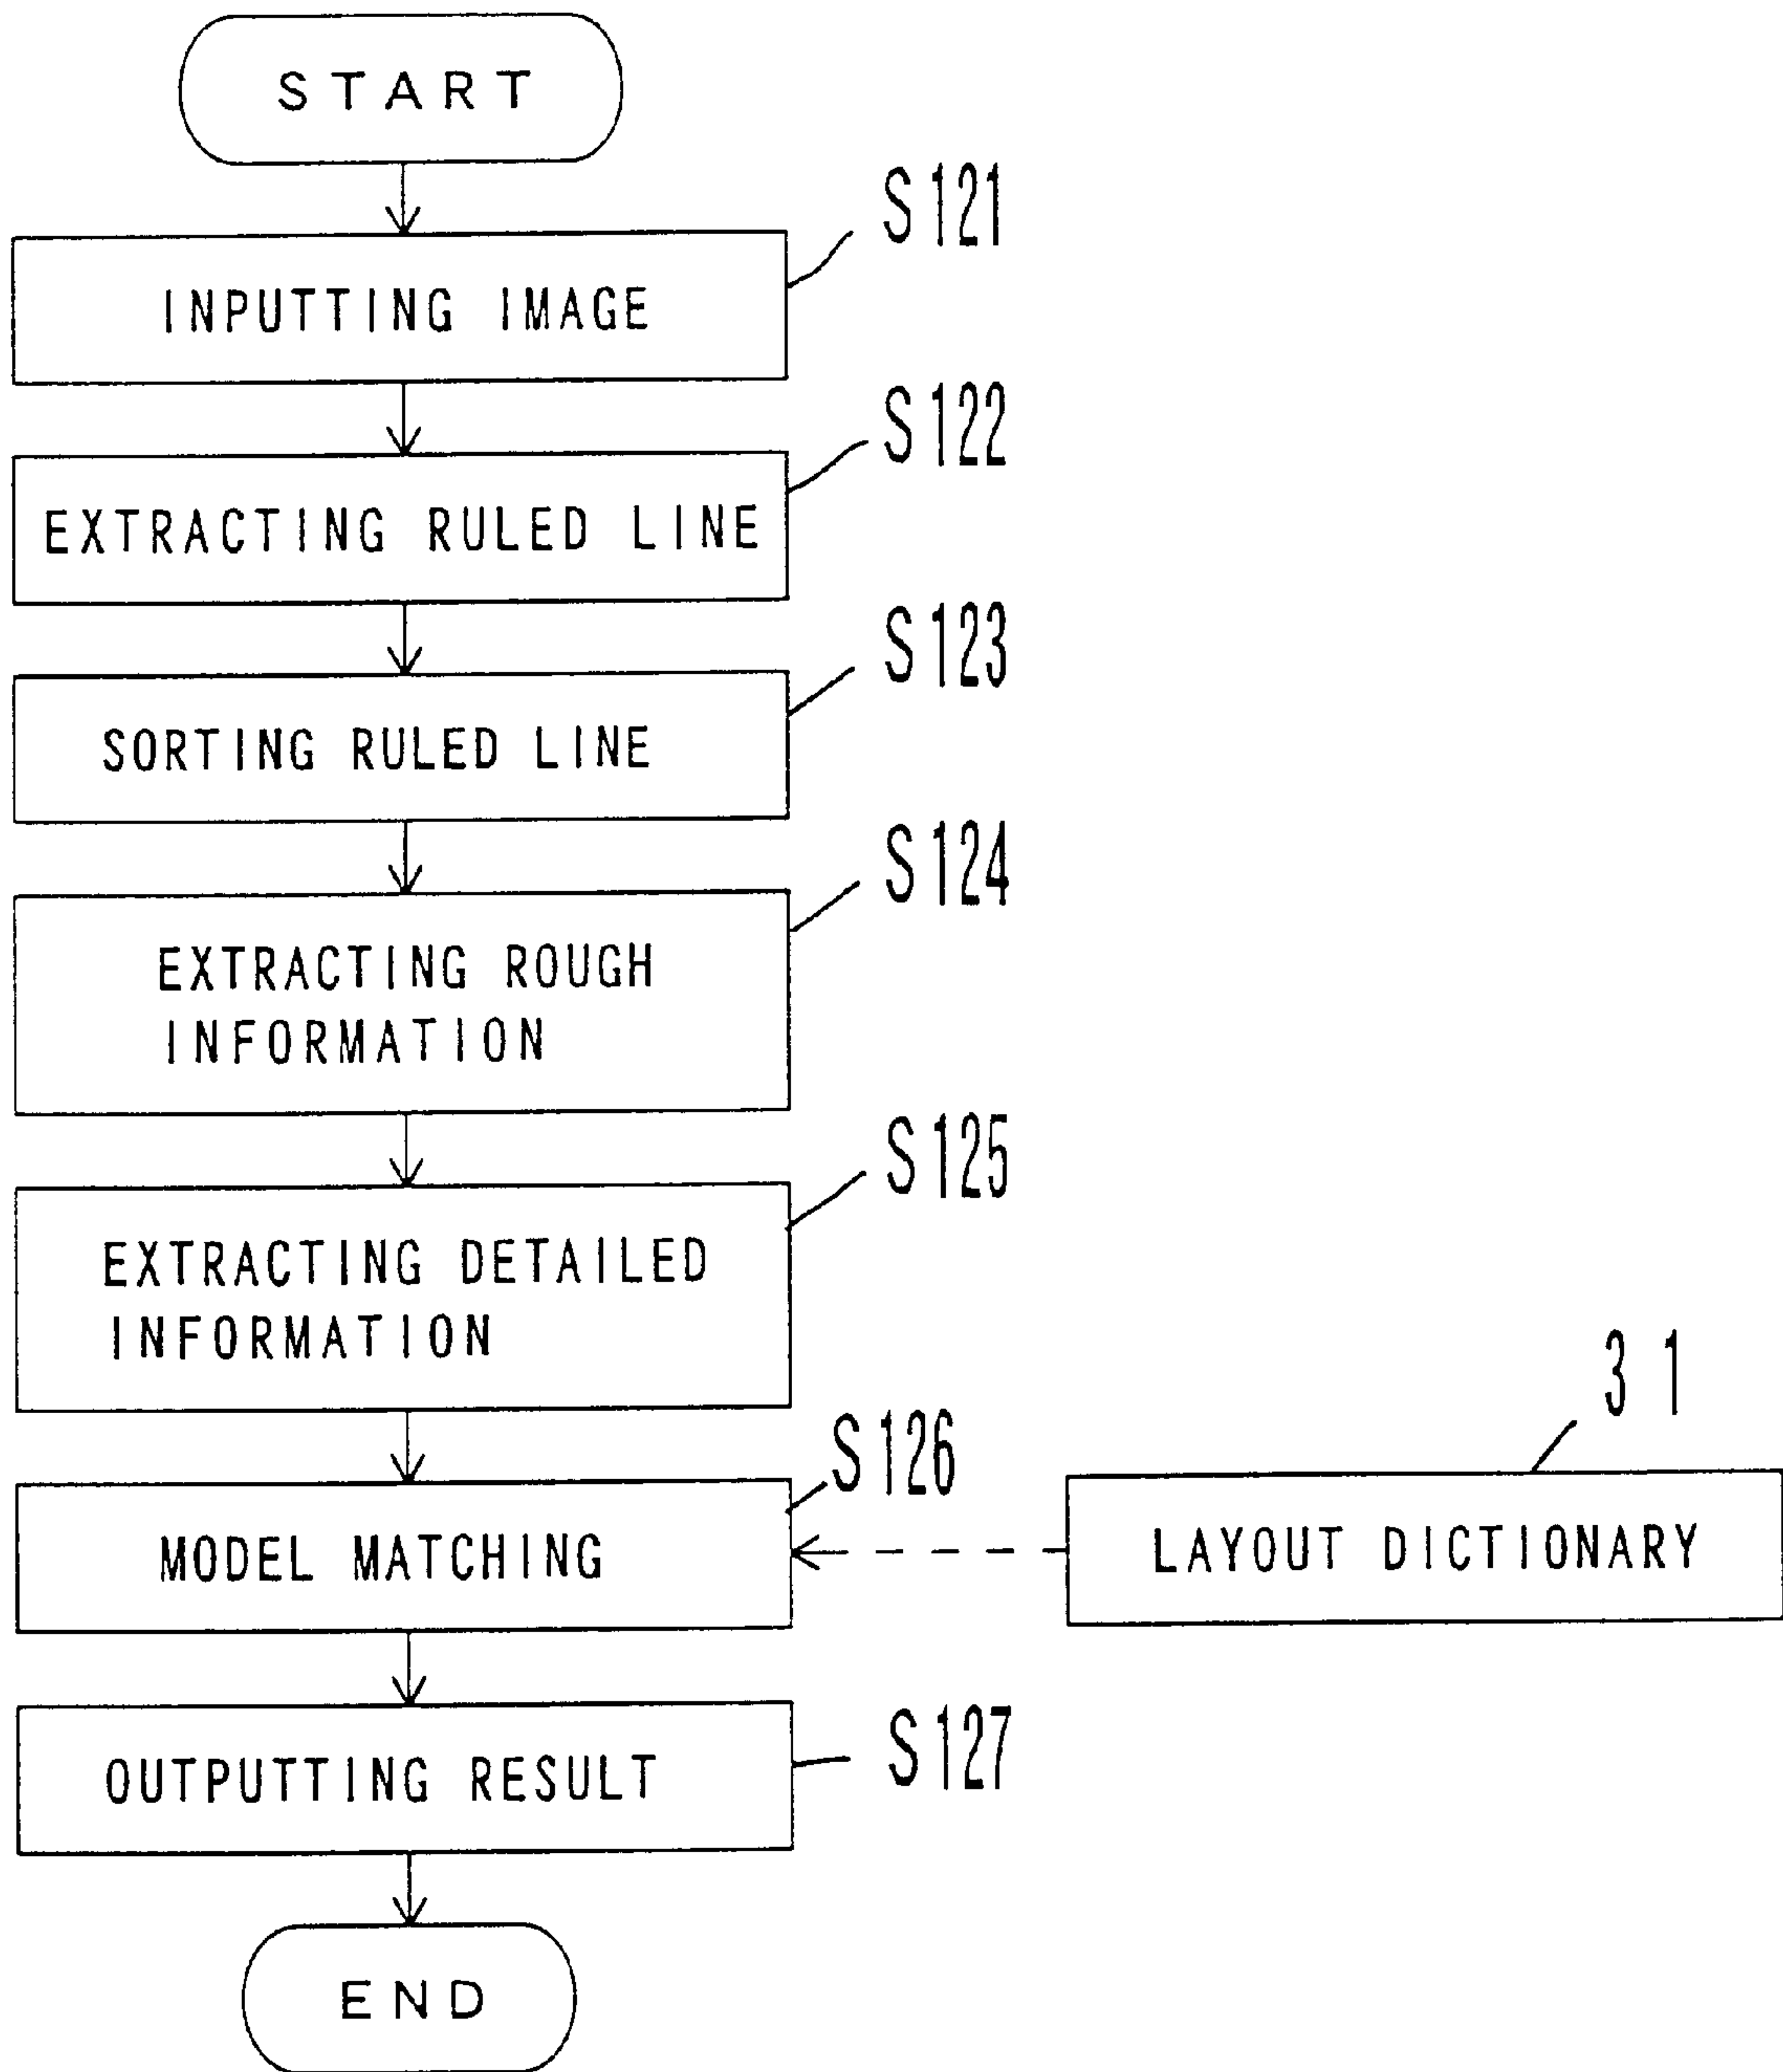 START
S121
INPUTTING IMAGE
S122
EXTRACTING RULED LINE
S123
SORTING RULED LINE
S124
EXTRACTING ROUGH
INFORMATION
S125
EXTRACTING DETAILED
INFORMATION
S126
MODEL MATCHING
31
LAYOUT DICTIONARY
S127
OUTPUTTING RESULT
END